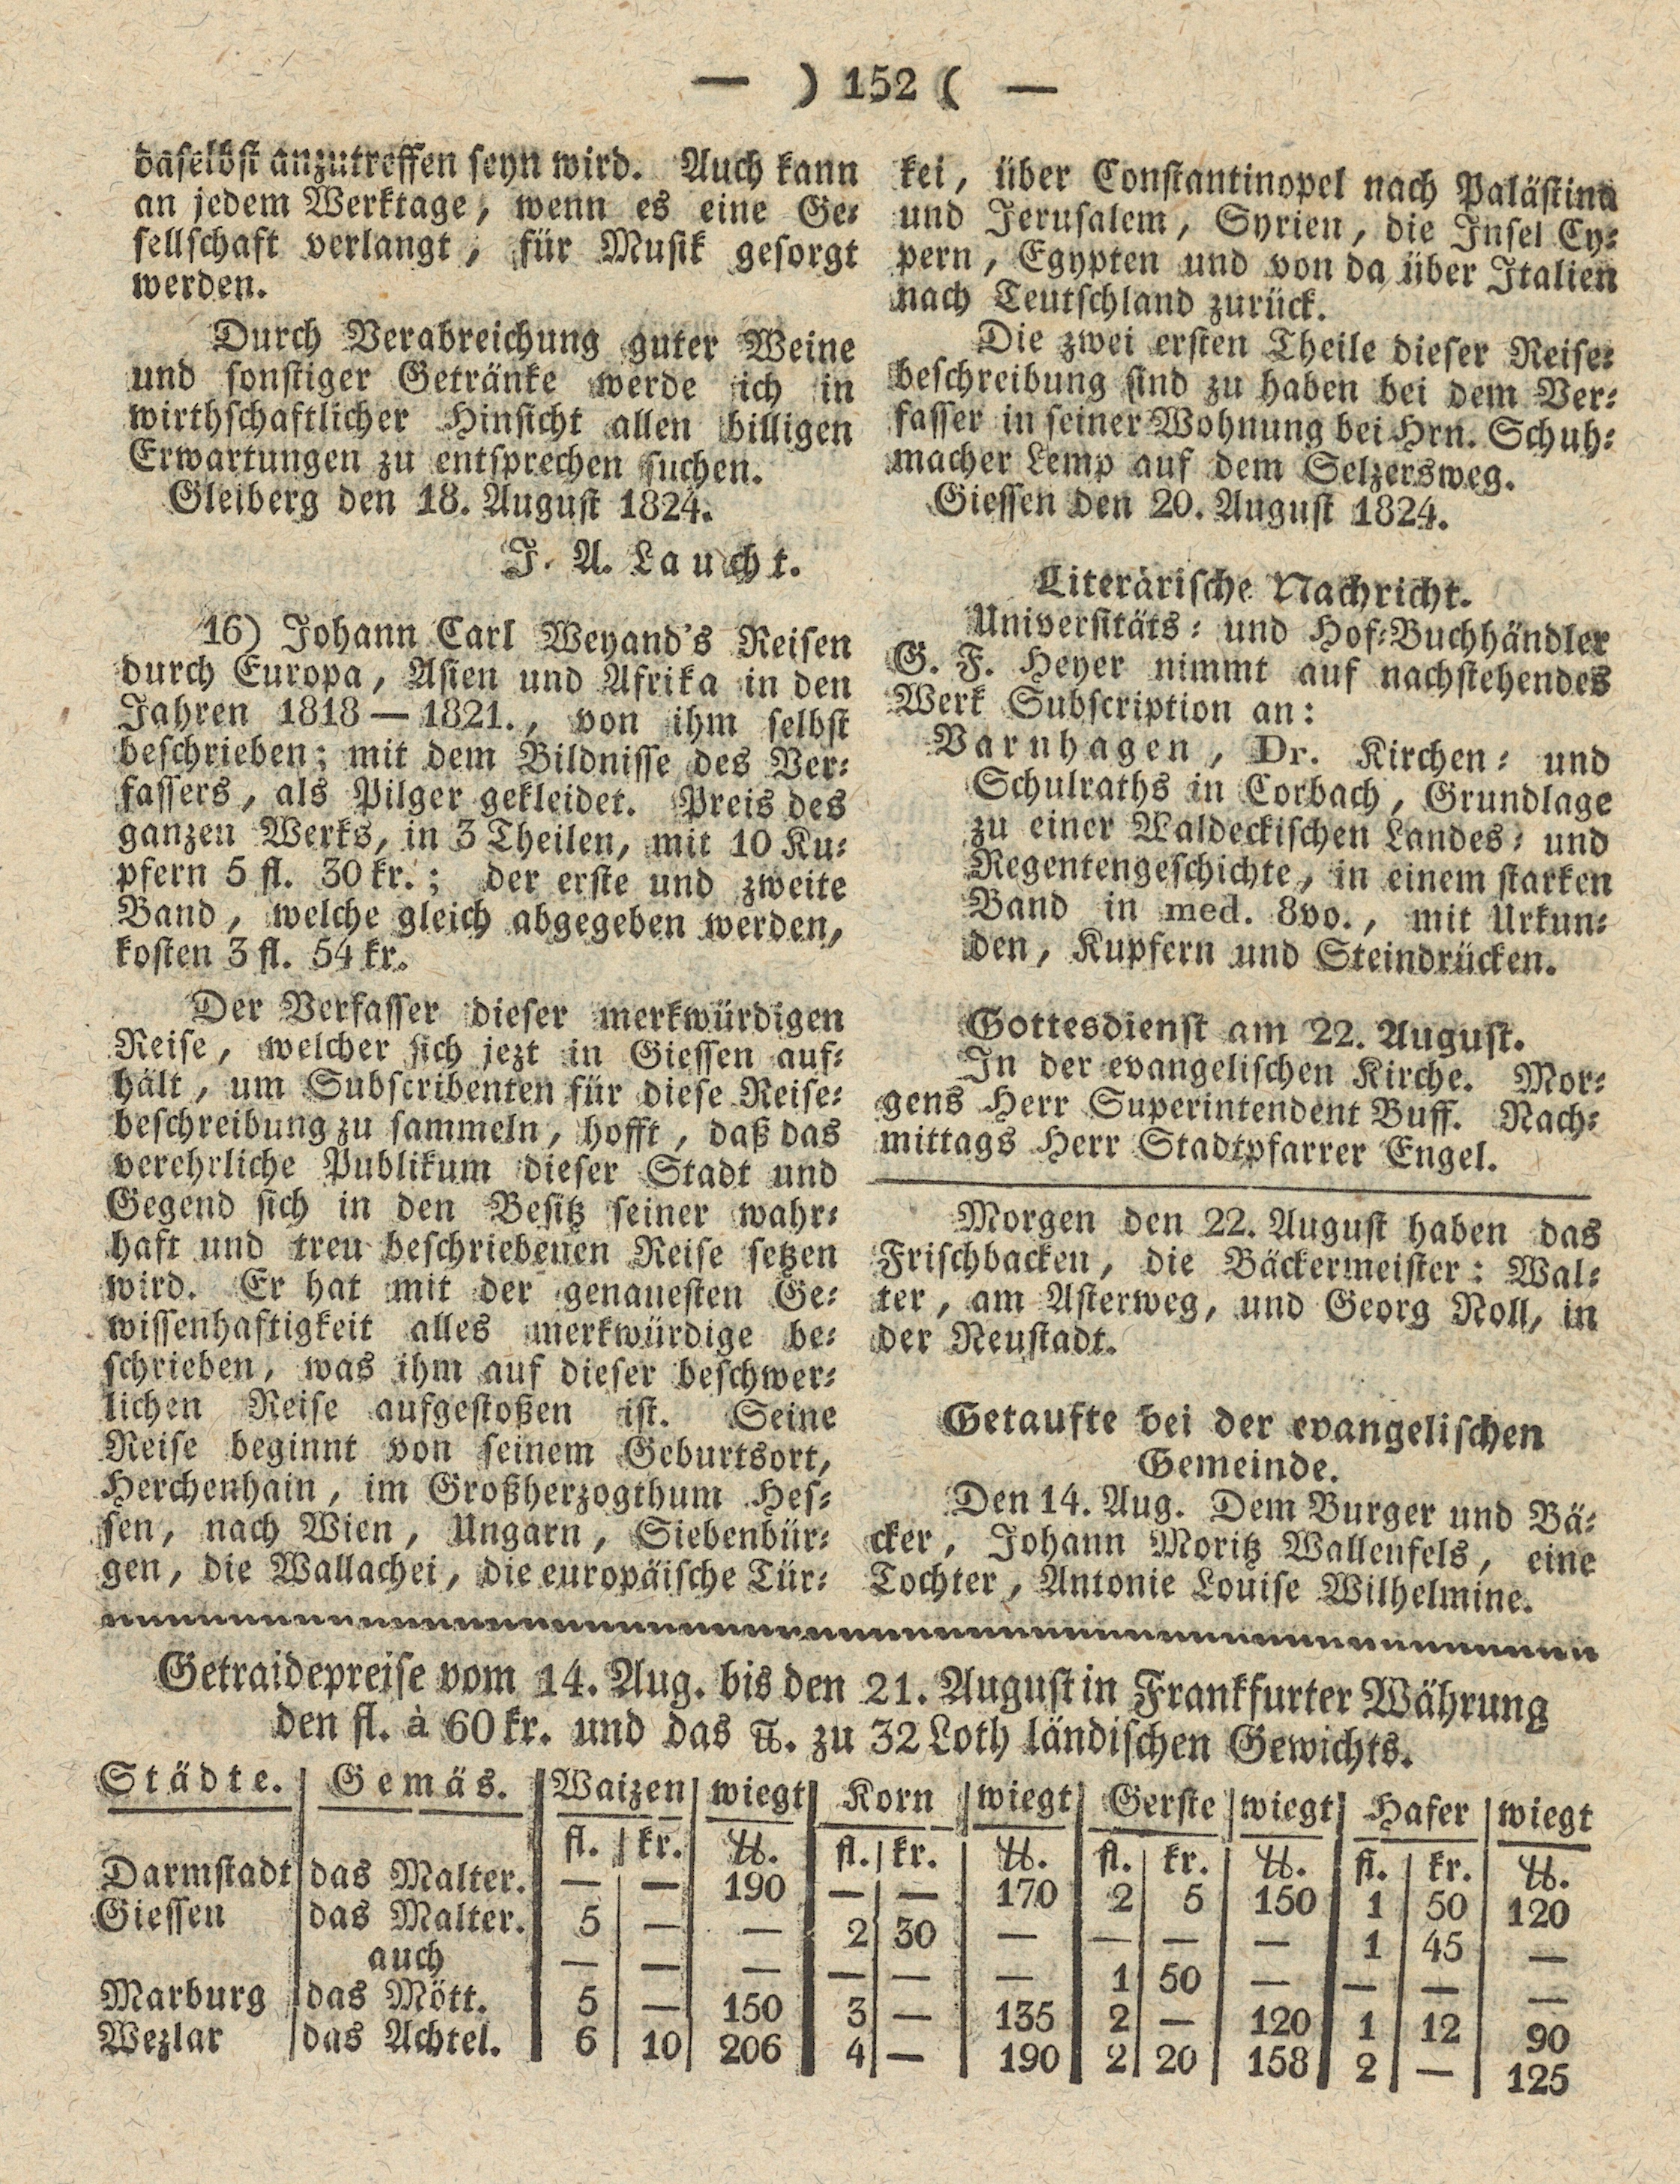 — ) 152 ( —
daselbst anzutreffen seyn wird. Auch kann
an jedem Werktage, wenn es eine Ge-
sellschaft verlangt, für Musik gesorgt
werden.
Durch Verabreichung guter Weine
und sonstiger Getränke werde ich in
wirthschaftlicher Hinsicht allen billigen
Erwartungen zu entsprechen suchen.
Gleiberg den 18. August 1824.
J. A. Laucht.
16) Johann Carl Weyand's Reisen
durch Europa, Asien und Afrika in den
Jahren 1818 — 1821., von ihm selbst
beschrieben; mit dem Bildnisse des Ver-
fassers, als Pilger gekleidet. Preis des
ganzen Werks, in 3 Theilen, mit 10 Ku-
pfern 5 fl. 30 kr.; der erste und zweite
Band, welche gleich abgegeben werden,
kosten 3 fl. 54 kr.
Der Verfasser dieser merkwürdigen
Reise, welcher sich jezt in Giessen auf-
hält, um Subscribenten für diese Reise-
beschreibung zu sammeln, hofft, daß das
verehrliche Publikum dieser Stadt und
Gegend sich in den Besitz seiner wahr-
haft und treu beschriebenen Reise setzen
wird. Er hat mit der genauesten Ge-
wissenhaftigkeit alles merkwürdige be-
schrieben, was ihm auf dieser beschwer-
lichen Reise aufgestoßen ist. Seine
Reise beginnt von seinem Geburtsort,
Herchenhain, im Großherzogthum Hes-
sen, nach Wien, Ungarn, Siebenbür-
gen, die Wallachei, die europäische Tür-
kei, über Constantinopel nach Palästina
und Jerusalem, Syrien, die Insel Cy-
pern, Egypten und von da über Italien
nach Teutschland zurück.
Die zwei ersten Theile dieser Reise-
beschreibung sind zu haben bei dem Ver-
fasser in seiner Wohnung bei Hrn. Schuh-
macher Lemp auf dem Selzersweg.
Giessen den 20. August 1824.
Literärische Nachricht.
Universitäts- und Hof-Buchhändler
G. F. Heyer nimmt auf nachstehendes
Werk Subscription an:
Varnhagen, Dr. Kirchen- und
Schulraths in Corbach, Grundlage
zu einer Waldeckischen Landes- und
Regentengeschichte, in einem starken
Band in med. 8vo., mit Urkun-
den, Kupfern und Steindrücken.
Gottesdienst am 22. August.
In der evangelischen Kirche. Mor-
gens Herr Superintendent Buff. Nach-
mittags Herr Stadtpfarrer Engel.
Morgen den 22. August haben das
Frischbacken, die Bäckermeister: Wal-
ter, am Asterweg, und Georg Noll, in
der Neustadt.
Getaufte bei der evangelischen
Gemeinde.
Den 14. Aug. Dem Burger und Bä-
cker, Johann Moritz Wallenfels, eine
Tochter, Antonie Louise Wilhelmine.
Getraidepreise vom 14. Aug. bis den 21. August in Frankfurter Währung
den fl. à 60 kr. und das ℔. zu 32 Loth ländischen Gewichts.
Städte. | Gemäs. | Waizen | wiegt | Korn | wiegt | Gerste | wiegt | Hafer | wiegt
fl. | kr. | ℔. | fl. | kr. | ℔. | fl. | kr. | ℔. | fl. | kr. | ℔.
Darmstadt | das Malter. | — | — | 190 | — | — | 170 | 2 | 5 | 150 | 1 | 50 | 120
Giessen | das Malter. | 5 | — | — | 2 | 30 | — | — | — | — | 1 | 45 | —
auch | — | — | — | — | — | — | 1 | 50 | — | — | — | —
Marburg | das Mött. | 5 | — | 150 | 3 | — | 135 | 2 | — | 120 | 1 | 12 | 90
Wezlar | das Achtel. | 6 | 10 | 206 | 4 | — | 190 | 2 | 20 | 158 | 2 | — | 125